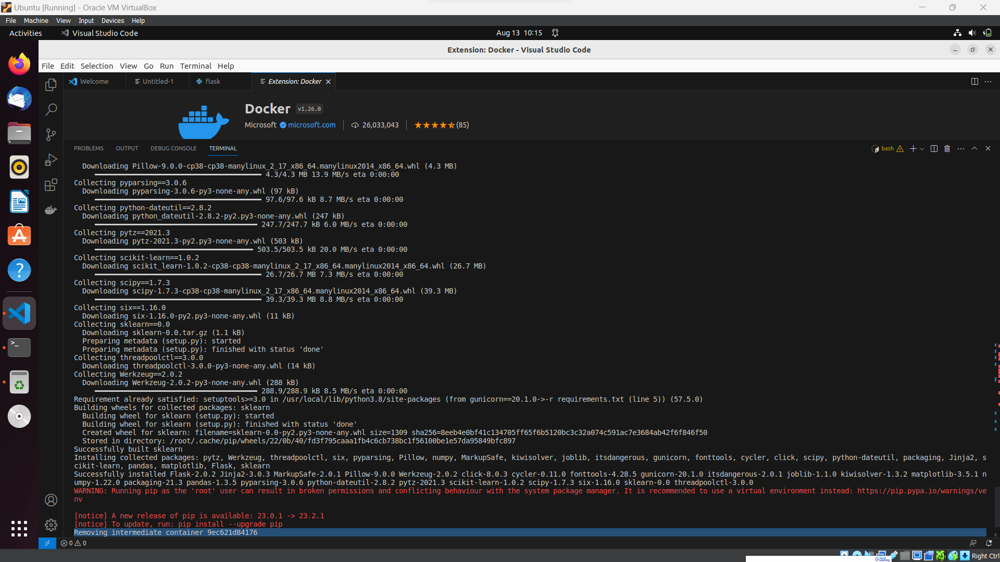 Ubuntu [Running] - Oracle VM VirtualBox
File Machine View Input Devices Help
Activities Visual Studio Code Aug 13 10:15
Extension: Docker - Visual Studio Code
File Edit Selection View Go Run Terminal Help
Welcome Untitled-1 flask Extension: Docker
Docker v1.26.0
Microsoft microsoft.com 26,033,043 ★★★★★(85)
PROBLEMS OUTPUT DEBUG CONSOLE TERMINAL bash
Downloading Pillow-9.0.0-cp38-cp38-manylinux_2_17_x86_64.manylinux2014_x86_64.whl (4.3 MB)
4.3/4.3 MB 13.9 MB/s eta 0:00:00
Collecting pyparsing==3.0.6
Downloading pyparsing-3.0.6-py3-none-any.whl (97 kB)
97.6/97.6 kB 8.7 MB/s eta 0:00:00
Collecting python-dateutil==2.8.2
Downloading python_dateutil-2.8.2-py2.py3-none-any.whl (247 kB)
247.7/247.7 kB 6.0 MB/s eta 0:00:00
Collecting pytz==2021.3
Downloading pytz-2021.3-py2.py3-none-any.whl (503 kB)
503.5/503.5 kB 20.0 MB/s eta 0:00:00
Collecting scikit-learn==1.0.2
Downloading scikit_learn-1.0.2-cp38-cp38-manylinux_2_17_x86_64.manylinux2014_x86_64.whl (26.7 MB)
26.7/26.7 MB 7.3 MB/s eta 0:00:00
Collecting scipy==1.7.3
Downloading scipy-1.7.3-cp38-cp38-manylinux_2_17_x86_64.manylinux2014_x86_64.whl (39.3 MB)
39.3/39.3 MB 8.8 MB/s eta 0:00:00
Collecting six==1.16.0
Downloading six-1.16.0-py2.py3-none-any.whl (11 kB)
Collecting sklearn==0.0
Downloading sklearn-0.0.tar.gz (1.1 kB)
Preparing metadata (setup.py): started
Preparing metadata (setup.py): finished with status 'done'
Collecting threadpoolctl==3.0.0
Downloading threadpoolctl-3.0.0-py3-none-any.whl (14 kB)
Collecting Werkzeug==2.0.2
Downloading Werkzeug-2.0.2-py3-none-any.whl (288 kB)
288.9/288.9 kB 8.5 MB/s eta 0:00:00
Requirement already satisfied: setuptools>=3.0 in /usr/local/lib/python3.8/site-packages (from gunicorn==20.1.0->-r requirements.txt (line 5)) (57.5.0)
Building wheels for collected packages: sklearn
Building wheel for sklearn (setup.py): started
Building wheel for sklearn (setup.py): finished with status 'done'
Created wheel for sklearn: filename=sklearn-0.0-py2.py3-none-any.whl size=1309 sha256=8eeb4e0bf41c134705ff65f6b5120bc3c32a074c591ac7e3684ab42f6f846f50
Stored in directory: /root/.cache/pip/wheels/22/0b/40/fd3f795caaa1fb4c6cb738bc1f56100be1e57da95849bfc897
Successfully built sklearn
Installing collected packages: pytz, Werkzeug, threadpoolctl, six, pyparsing, Pillow, numpy, MarkupSafe, kiwisolver, joblib, itsdangerous, gunicorn, fonttools, cycler, click, scipy, python-dateutil, packaging, Jinja2, s
cikit-learn, pandas, matplotlib, Flask, sklearn
Successfully installed Flask-2.0.2 Jinja2-3.0.3 MarkupSafe-2.0.1 Pillow-9.0.0 Werkzeug-2.0.2 click-8.0.3 cycler-0.11.0 fonttools-4.28.5 gunicorn-20.1.0 itsdangerous-2.0.1 joblib-1.1.0 kiwisolver-1.3.2 matplotlib-3.5.1 n
umpy-1.22.0 packaging-21.3 pandas-1.3.5 pyparsing-3.0.6 python-dateutil-2.8.2 pytz-2021.3 scikit-learn-1.0.2 scipy-1.7.3 six-1.16.0 sklearn-0.0 threadpoolctl-3.0.0
WARNING: Running pip as the 'root' user can result in broken permissions and conflicting behaviour with the system package manager. It is recommended to use a virtual environment instead: https://pip.pypa.io/warnings/ve
nv
[notice] A new release of pip is available: 23.0.1 -> 23.2.1
[notice] To update, run: pip install --upgrade pip
Removing intermediate container 9ec621d84176
0 0
Right Ctrl